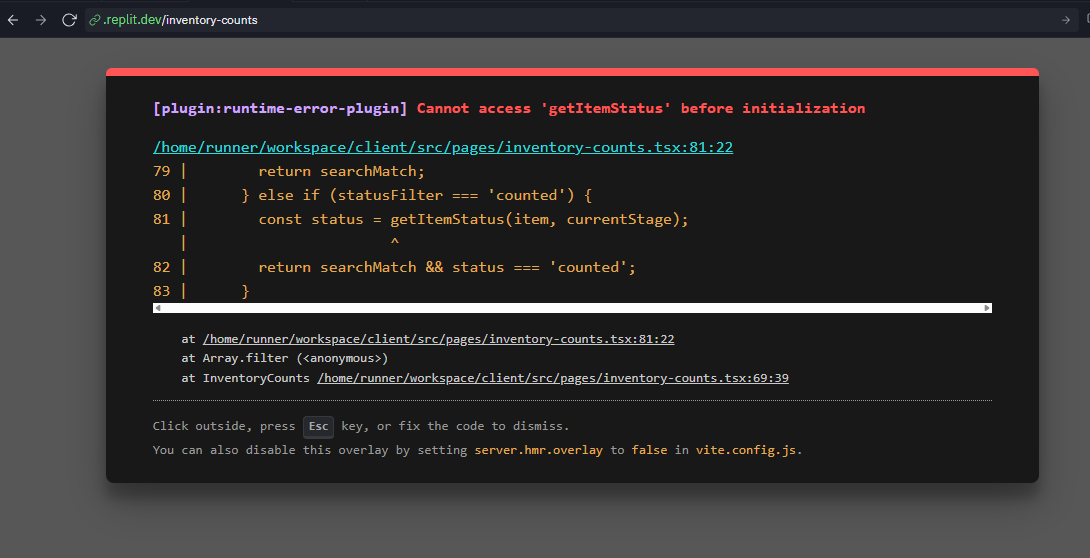 .replit.dev/inventory-counts
[plugin:runtime-error-plugin] Cannot access 'getItemStatus' before initialization
/home/runner/workspace/client/src/pages/inventory-counts.tsx:81:22
79 |        return searchMatch;
80 |      } else if (statusFilter === 'counted') {
81 |        const status = getItemStatus(item, currentStage);
   |                       ^
82 |        return searchMatch && status === 'counted';
83 |      }
at /home/runner/workspace/client/src/pages/inventory-counts.tsx:81:22
at Array.filter (<anonymous>)
at InventoryCounts /home/runner/workspace/client/src/pages/inventory-counts.tsx:69:39
Click outside, press Esc key, or fix the code to dismiss.
You can also disable this overlay by setting server.hmr.overlay to false in vite.config.js.